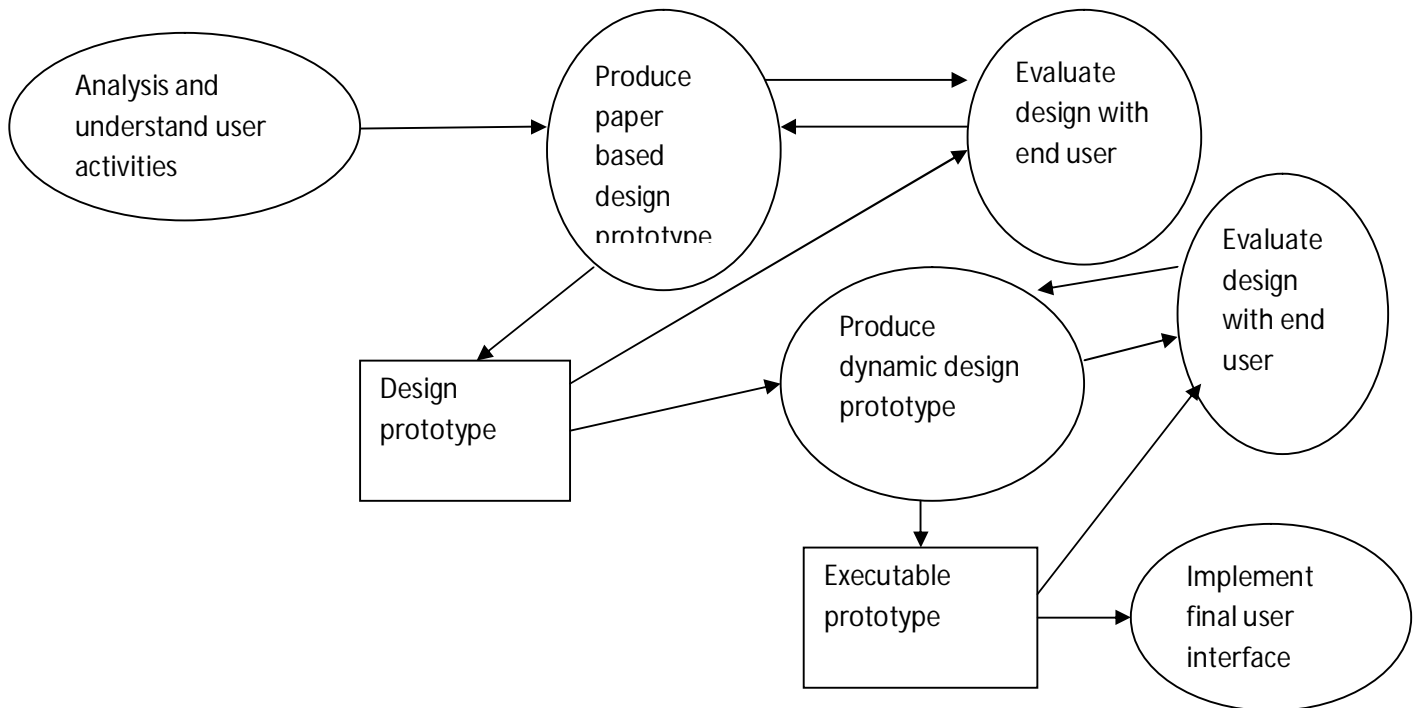 Analysis and
understand user
activities
Produce
paper
based
design
prototype
Evaluate
design with
end user
Evaluate
design
with end
user
Produce
dynamic design
prototype
Design
prototype
Executable
prototype
Implement
final user
interface